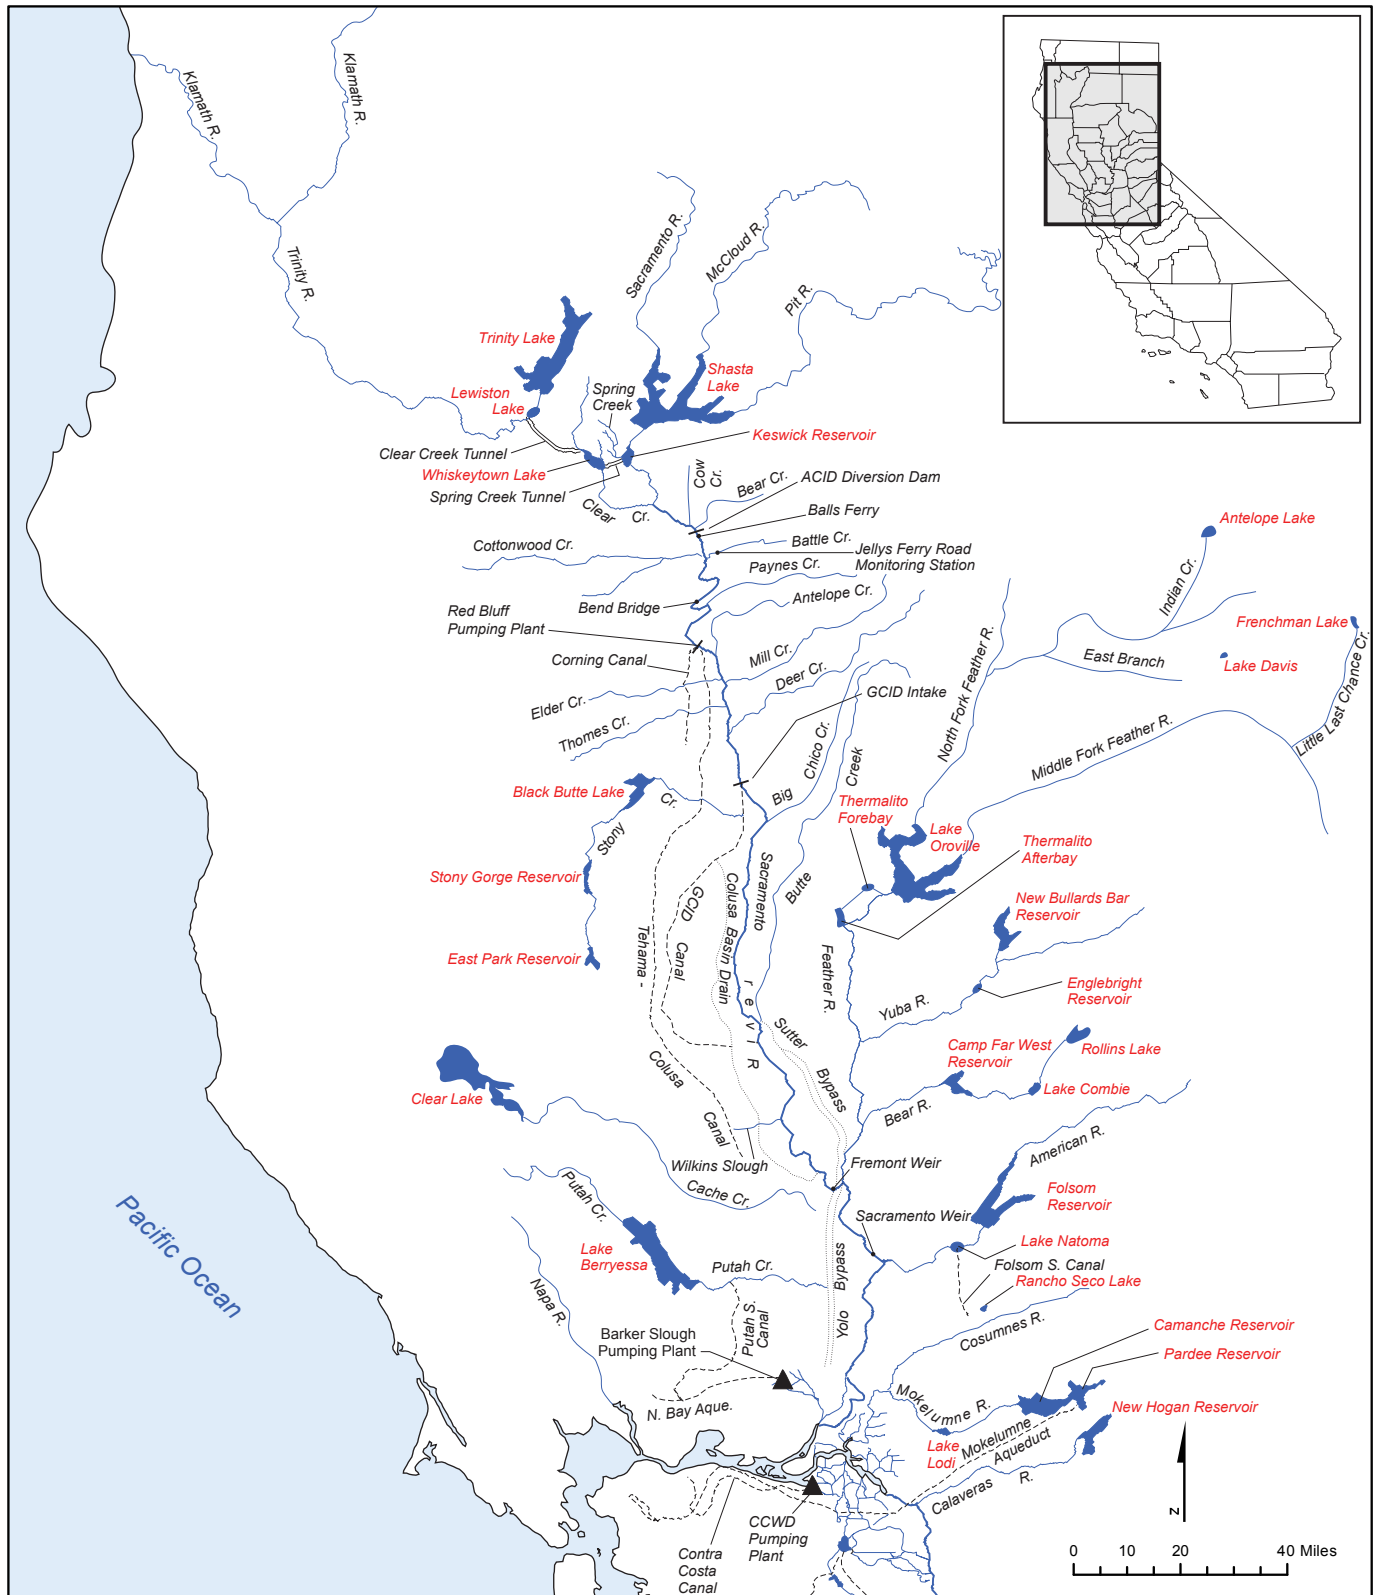 Klamath R.
Klamath R.
Trinity R.
Sacramento R.
McCloud R.
Pit R.
Trinity Lake
Lewiston
Lake
Spring
Creek
Shasta
Lake
Keswick Reservoir
Clear Creek Tunnel
Whiskeytown Lake
Spring Creek Tunnel
Clear Cr.
Cow
Cr.
Bear Cr.
ACID Diversion Dam
Balls Ferry
Cottonwood Cr.
Battle Cr.
Jellys Ferry Road
Monitoring Station
Paynes Cr.
Bend Bridge
Antelope Cr.
Red Bluff
Pumping Plant
Corning Canal
Mill Cr.
Deer Cr.
Elder Cr.
Thomes Cr.
GCID Intake
Antelope Lake
Indian Cr.
Frenchman Lake
East Branch
Lake Davis
Little Last Chance Cr.
North Fork Feather R.
Middle Fork Feather R.
Big Chico Cr.
Butte Creek
Black Butte Lake
Stony Cr.
Stony Gorge Reservoir
East Park Reservoir
Thermalito
Forebay
Lake
Oroville
Thermalito
Afterbay
New Bullards Bar
Reservoir
Sacramento
r e v i R
Colusa Basin Drain
GCID Canal
Tehama -
Colusa
Canal
Feather R.
Yuba R.
Englebright
Reservoir
Sutter
Bypass
Camp Far West
Reservoir
Rollins Lake
Lake Combie
Bear R.
Clear Lake
Wilkins Slough
Fremont Weir
American R.
Cache Cr.
Putah Cr.
Sacramento Weir
Folsom
Reservoir
Lake Natoma
Folsom S. Canal
Rancho Seco Lake
Lake
Berryessa
Putah Cr.
Yolo Bypass
Napa R.
Putah S.
Canal
Pacific Ocean
Cosumnes R.
Camanche Reservoir
Pardee Reservoir
Barker Slough
Pumping Plant
N. Bay Aque.
Mokelumne R.
New Hogan Reservoir
Lake
Lodi
Mokelumne
Aqueduct
Calaveras R.
CCWD
Pumping
Plant
Contra
Costa
Canal
N
0 10 20 40 Miles